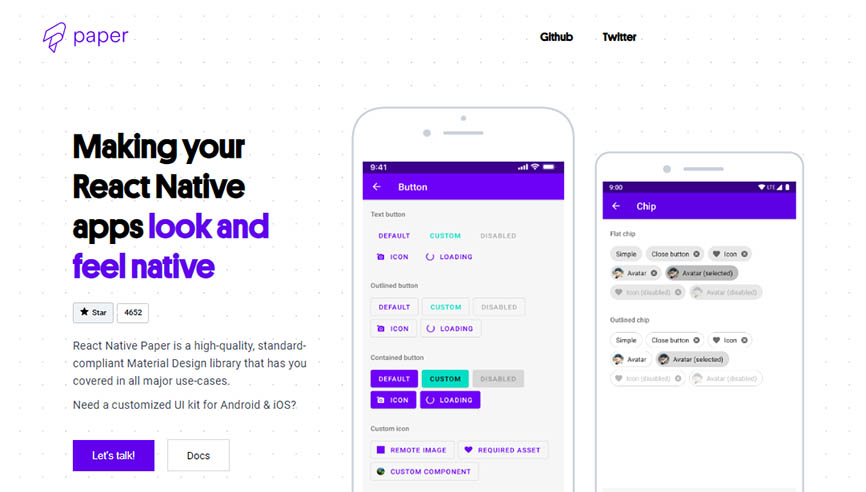 paper
Github Twitter
Making your
React Native
apps look and
feel native
Star 4652
React Native Paper is a high-quality, standard-
compliant Material Design library that has you
covered in all major use-cases.
Need a customized UI kit for Android & iOS?
Let's talk! Docs
9:41
Button
Text button
DEFAULT CUSTOM DISABLED
ICON LOADING
Outlined button
DEFAULT CUSTOM DISABLED
ICON LOADING
Contained button
DEFAULT CUSTOM DISABLED
ICON LOADING
Custom icon
REMOTE IMAGE REQUIRED ASSET
CUSTOM COMPONENT
9:00 LTE
Chip
Flat chip
Simple Close button Icon
Avatar Avatar (selected)
Icon (disabled) Avatar (disabled)
Outlined chip
Simple Close button Icon
Avatar Avatar (selected)
Icon (disabled) Avatar (disabled)